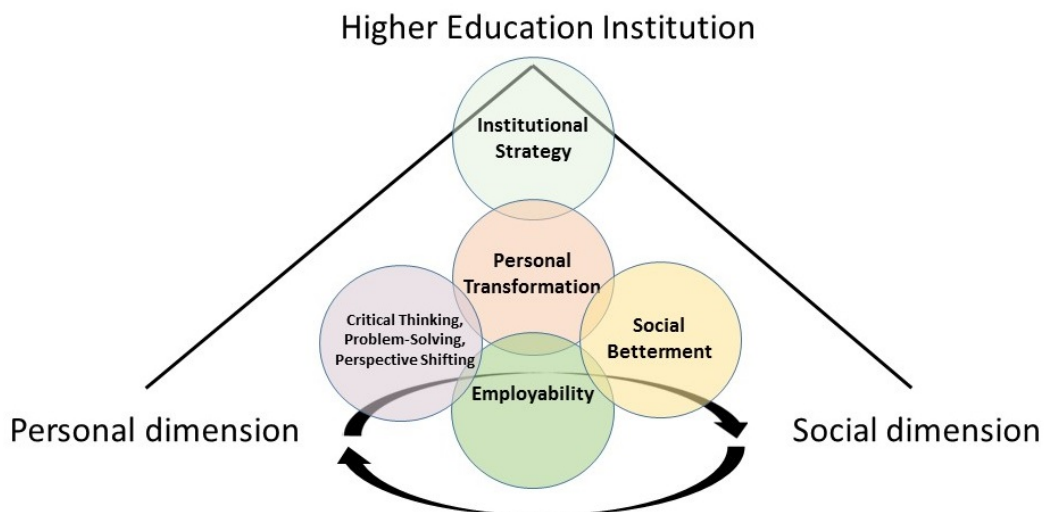 Higher Education Institution
Institutional
Strategy
Personal
Transformation
Critical Thinking,
Problem-Solving,
Perspective Shifting
Social
Betterment
Employability
Personal dimension
Social dimension